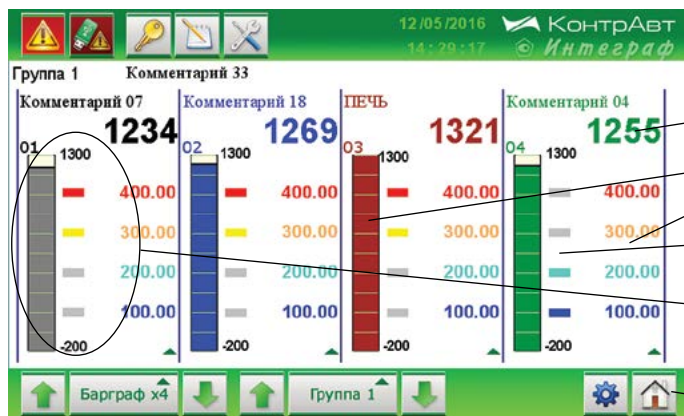 12/05/2016 КонтрАвт
14:29:17 © Интеграф
Группа 1 Комментарий 33
Комментарий 07 Комментарий 18 ПЕЧЬ Комментарий 04
1234 1269 1321 1255
01 1300 02 1300 03 1300 04 1300
400.00 400.00 400.00 400.00
300.00 300.00 300.00 300.00
200.00 200.00 200.00 200.00
100.00 100.00 100.00 100.00
-200 -200 -200 -200
Барграф x4 Группа 1